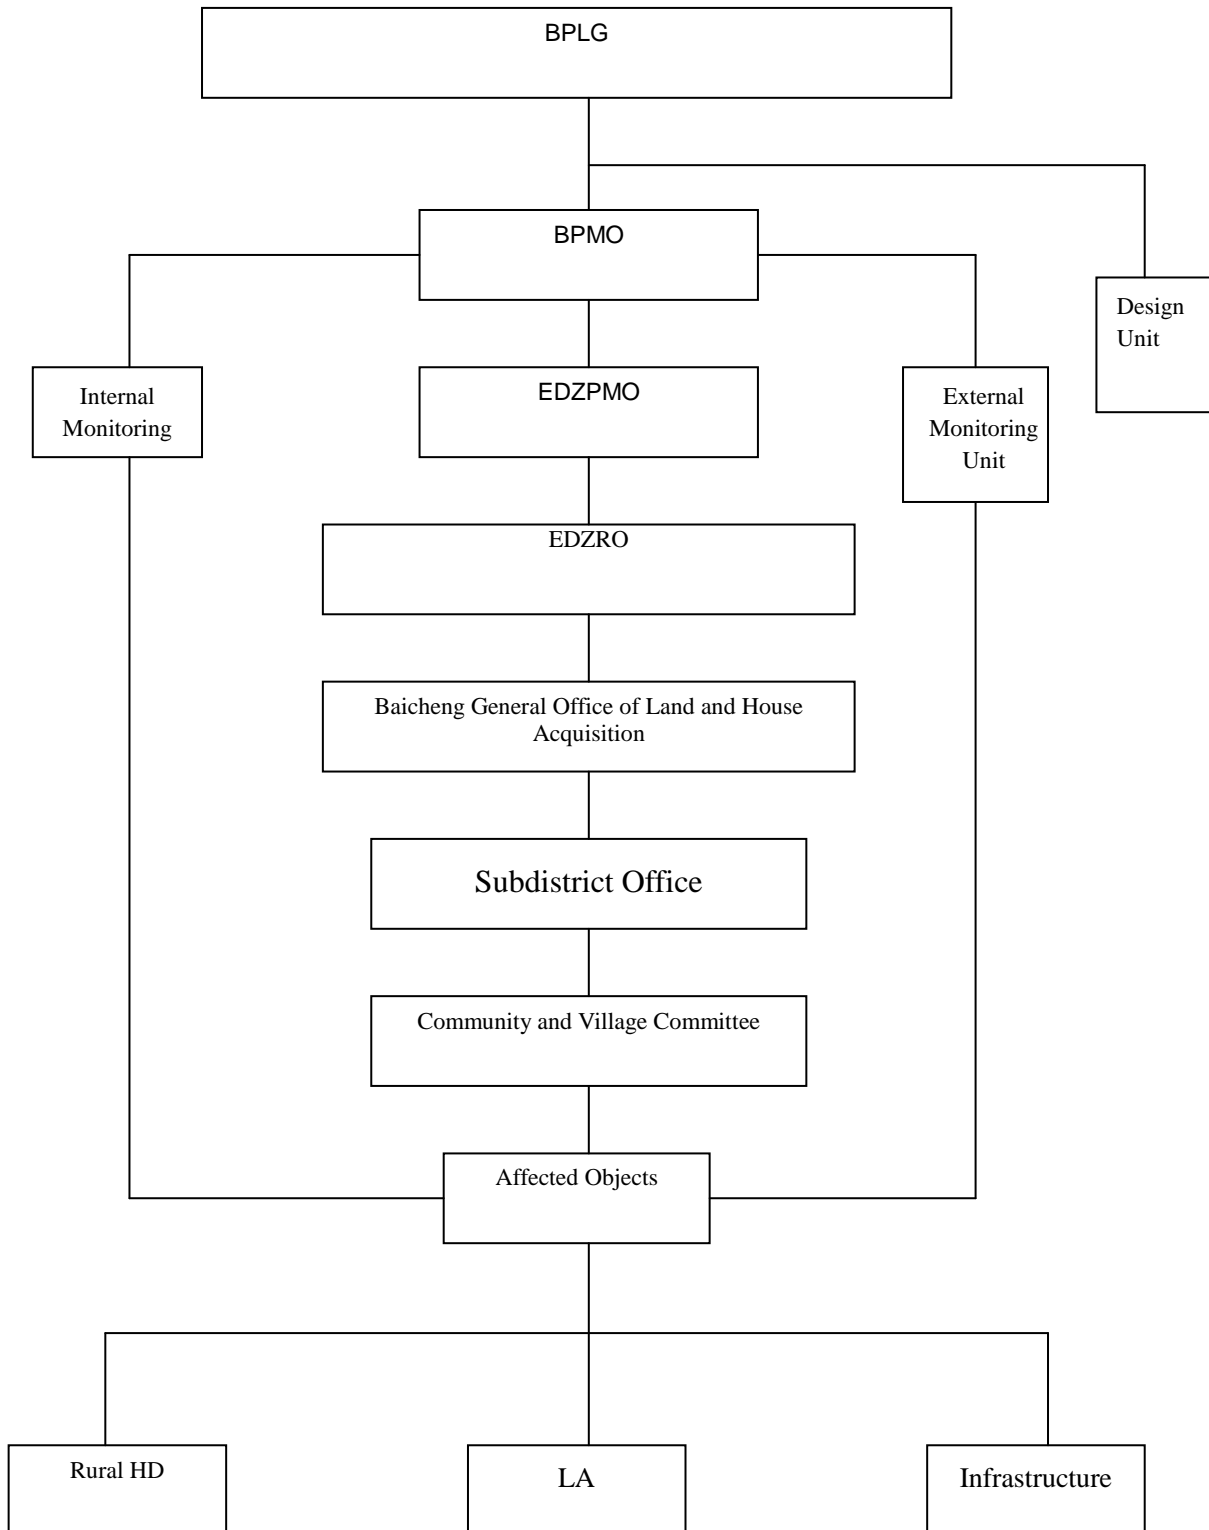 BPLG
BPMO
Design
Unit
Internal
Monitoring
EDZPMO
External
Monitoring
Unit
EDZRO
Baicheng General Office of Land and House
Acquisition
Subdistrict Office
Community and Village Committee
Affected Objects
Rural HD
LA
Infrastructure